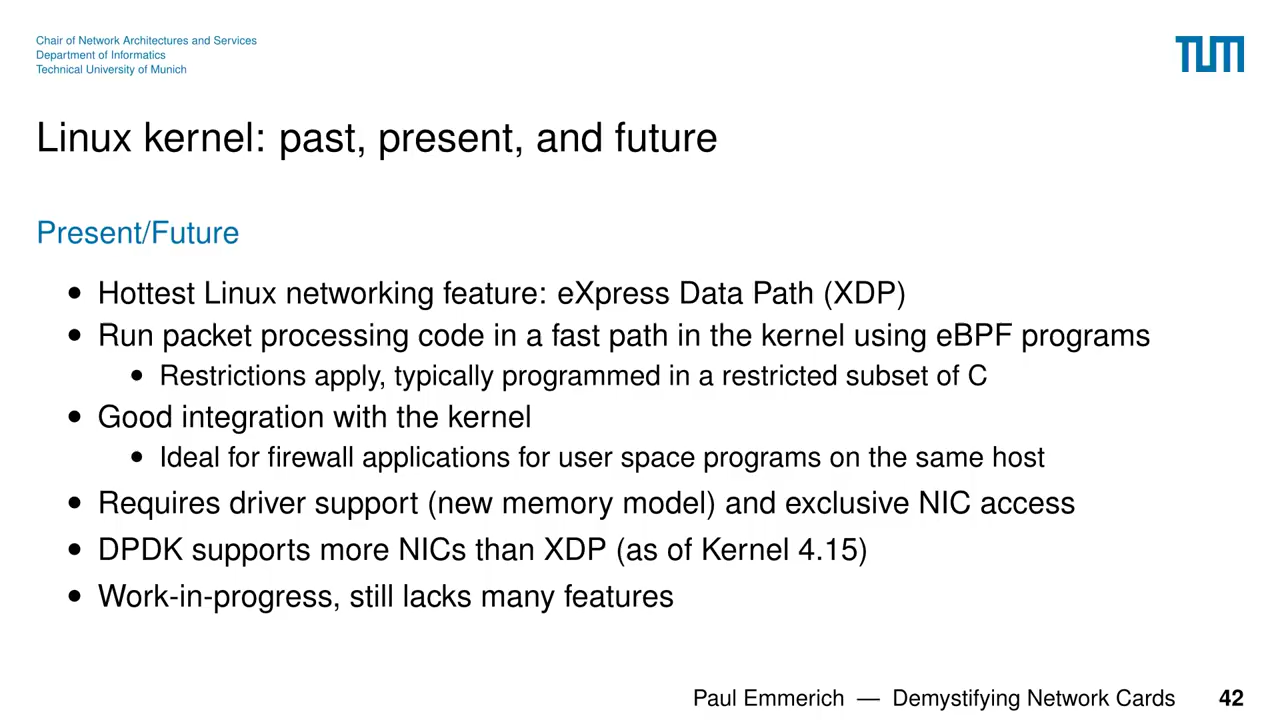 Chair of Network Architectures and Services
Department of Informatics
Technical University of Munich
TUM
Linux kernel: past, present, and future
Present/Future
• Hottest Linux networking feature: eXpress Data Path (XDP)
• Run packet processing code in a fast path in the kernel using eBPF programs
• Restrictions apply, typically programmed in a restricted subset of C
• Good integration with the kernel
• Ideal for firewall applications for user space programs on the same host
• Requires driver support (new memory model) and exclusive NIC access
• DPDK supports more NICs than XDP (as of Kernel 4.15)
• Work-in-progress, still lacks many features
Paul Emmerich — Demystifying Network Cards 42